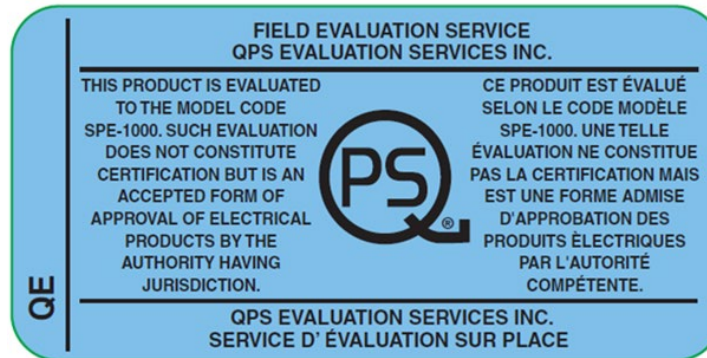 FIELD EVALUATION SERVICE
QPS EVALUATION SERVICES INC.
THIS PRODUCT IS EVALUATED
TO THE MODEL CODE
SPE-1000. SUCH EVALUATION
DOES NOT CONSTITUTE
CERTIFICATION BUT IS AN
ACCEPTED FORM OF
APPROVAL OF ELECTRICAL
PRODUCTS BY THE
AUTHORITY HAVING
JURISDICTION.
QPS®
CE PRODUIT EST ÉVALUÉ
SELON LE CODE MODÈLE
SPE-1000. UNE TELLE
ÉVALUATION NE CONSTITUE
PAS LA CERTIFICATION MAIS
EST UNE FORME ADMISE
D'APPROBATION DES
PRODUITS ÈLECTRIQUES
PAR L'AUTORITÉ
COMPÉTENTE.
QE
QPS EVALUATION SERVICES INC.
SERVICE D' ÉVALUATION SUR PLACE